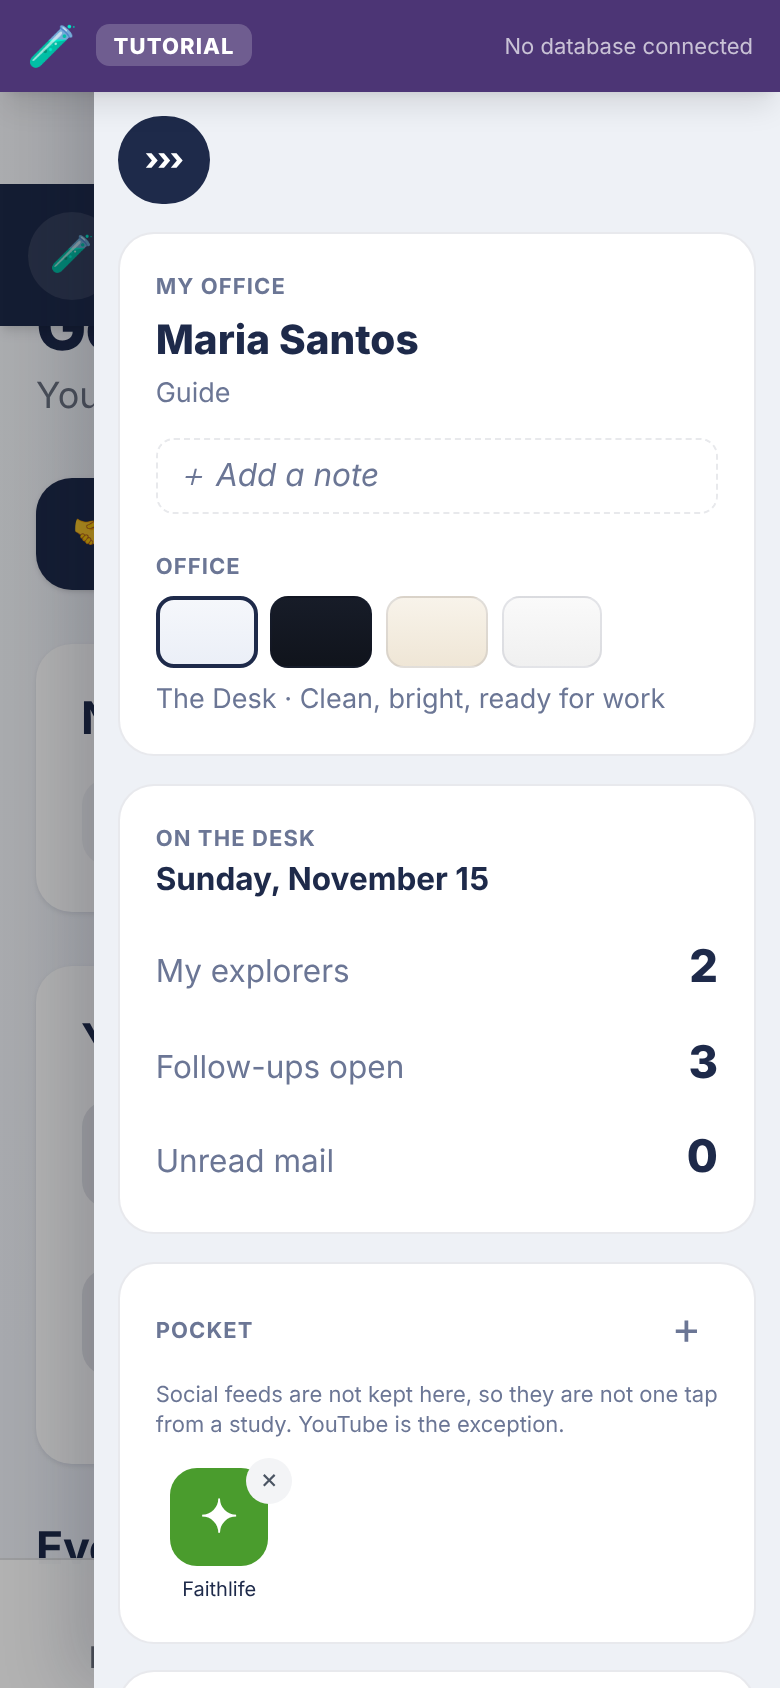 TUTORIAL
No database connected
›››
MY OFFICE
Maria Santos
Guide
You
+ Add a note
OFFICE
The Desk · Clean, bright, ready for work
ON THE DESK
Sunday, November 15
My explorers 2
Follow-ups open 3
Unread mail 0
POCKET +
Social feeds are not kept here, so they are not one tap
from a study. YouTube is the exception.
×
Faithlife